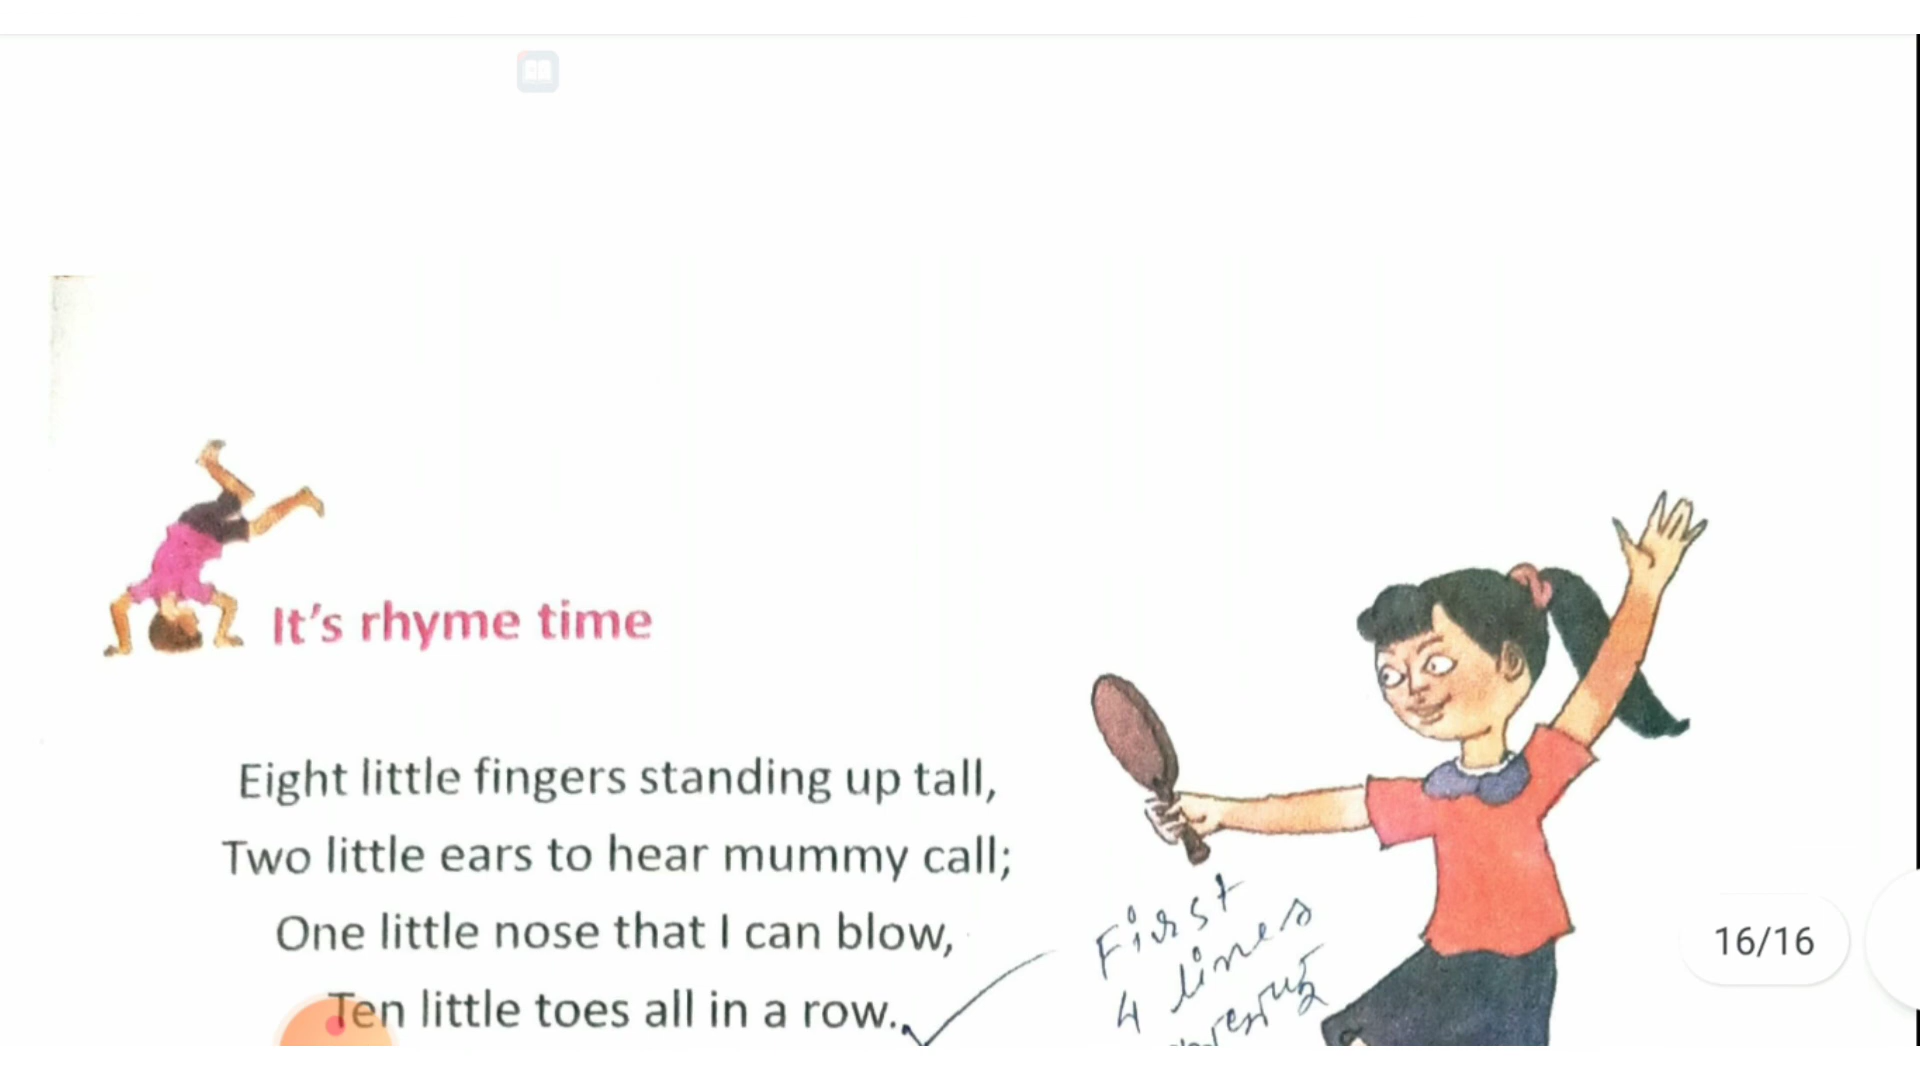 It's rhyme time
Eight little fingers standing up tall,
Two little ears to hear mummy call;
One little nose that I can blow,
Ten little toes all in a row.
First
4 lines
16/16